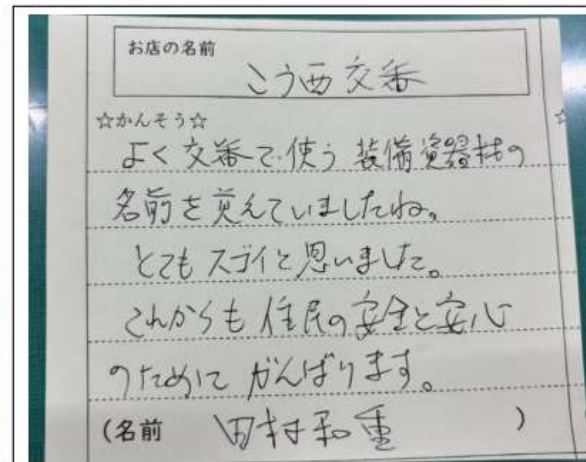 お店の名前
こう西交番
☆かんそう☆
よく交番で使う装備資器材の
名前を覚えていましたね。
とてもスゴイと思いました。
これからも住民の安全と安心
のためにがんばります。
(名前 田村和重 )